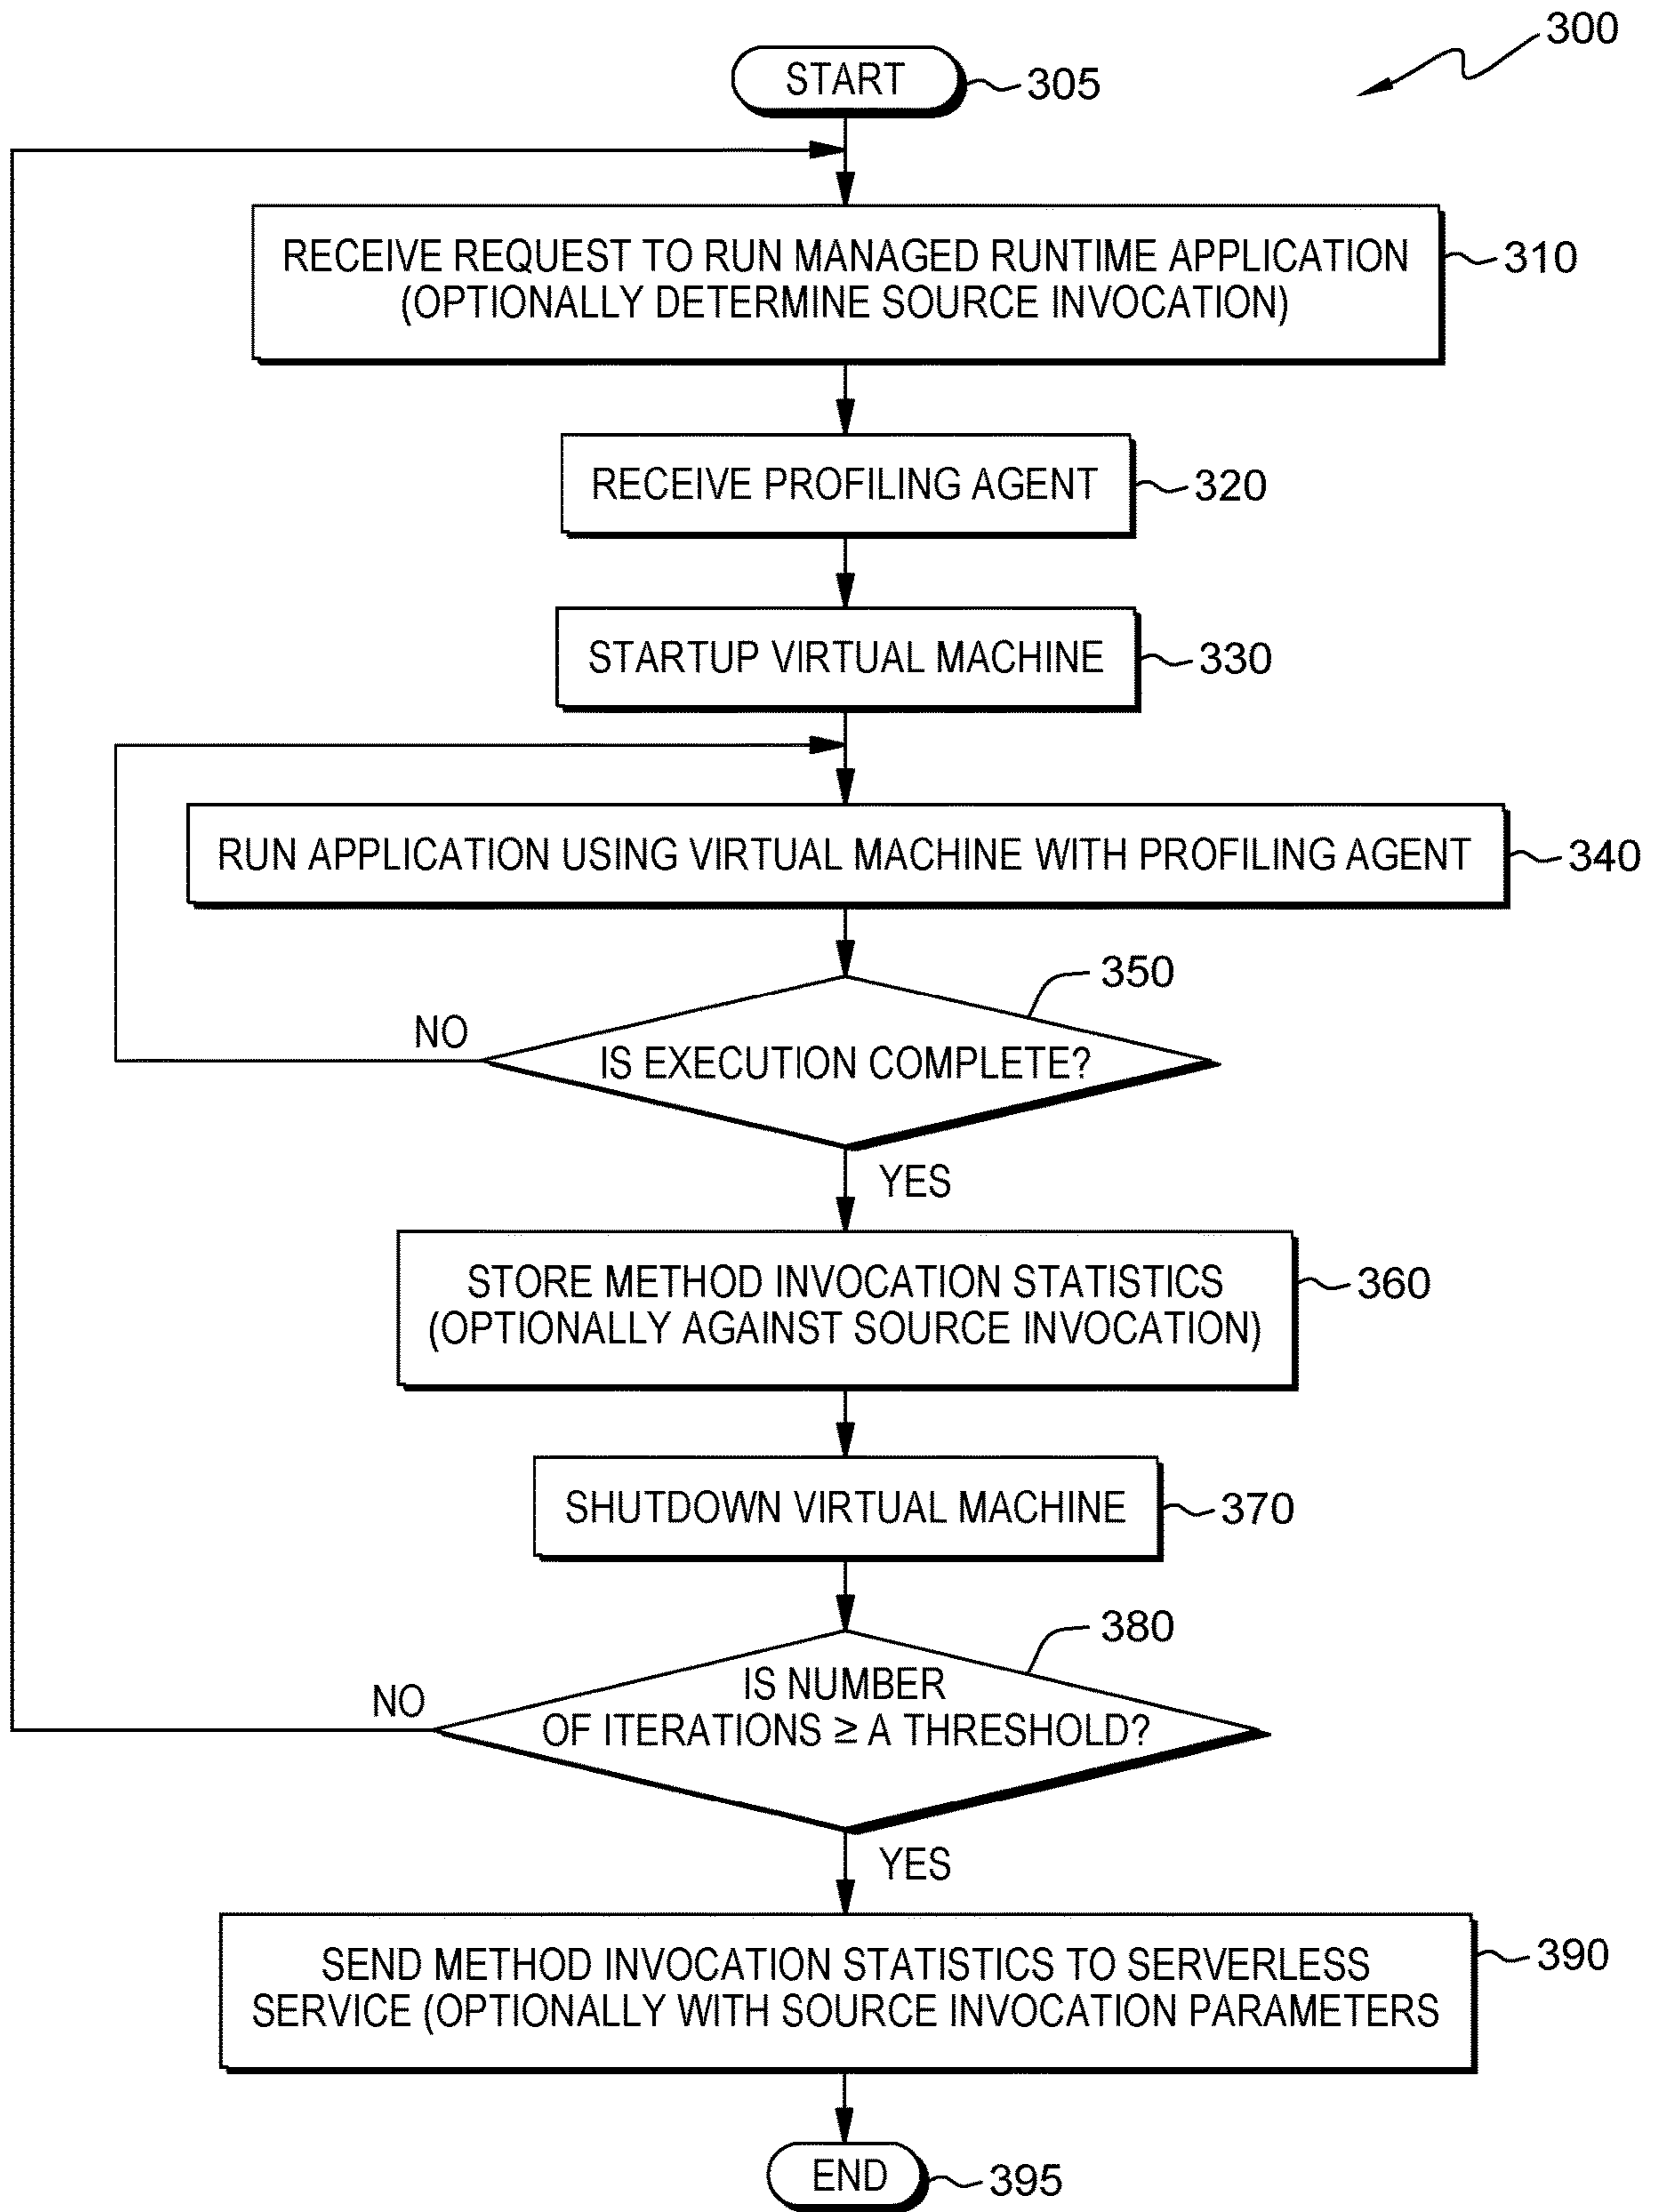 300
START
305
RECEIVE REQUEST TO RUN MANAGED RUNTIME APPLICATION
(OPTIONALLY DETERMINE SOURCE INVOCATION)
310
RECEIVE PROFILING AGENT
320
STARTUP VIRTUAL MACHINE
330
RUN APPLICATION USING VIRTUAL MACHINE WITH PROFILING AGENT
340
350
NO
IS EXECUTION COMPLETE?
YES
STORE METHOD INVOCATION STATISTICS
(OPTIONALLY AGAINST SOURCE INVOCATION)
360
SHUTDOWN VIRTUAL MACHINE
370
380
NO
IS NUMBER
OF ITERATIONS ≥ A THRESHOLD?
YES
SEND METHOD INVOCATION STATISTICS TO SERVERLESS
SERVICE (OPTIONALLY WITH SOURCE INVOCATION PARAMETERS
390
END
395